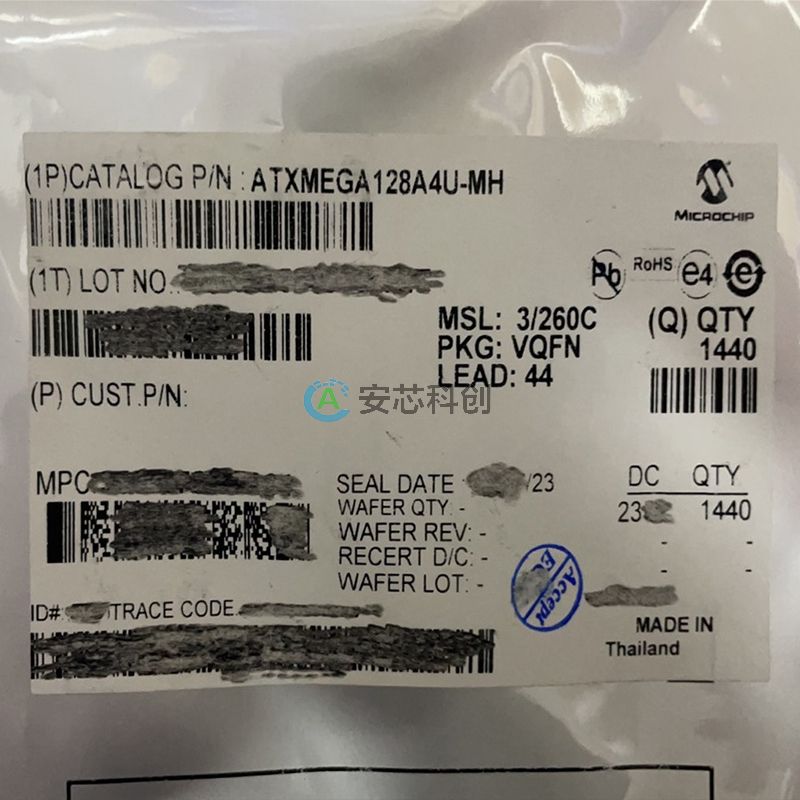 (1P)CATALOG P/N : ATXMEGA128A4U-MH
MICROCHIP
(1T) LOT NO.:
Pb RoHS e4 e
MSL: 3/260C
PKG: VQFN
LEAD: 44
(Q) QTY
1440
(P) CUST.P/N:
A 安芯科创
MPC
SEAL DATE /23
WAFER QTY: -
WAFER REV: -
RECERT D/C: -
WAFER LOT: -
DC QTY
23 1440
- -
- -
Accept
ID#: TRACE CODE
MADE IN
Thailand